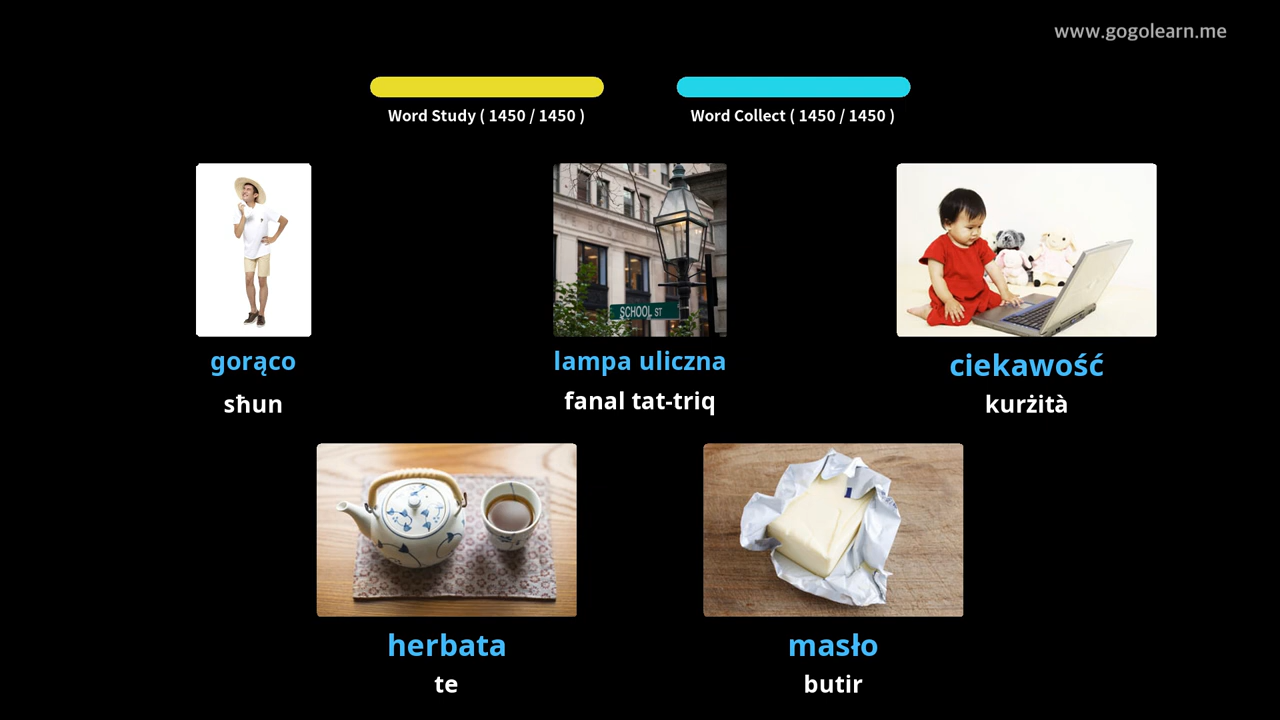 www.gogolearn.me
Word Study ( 1450 / 1450 )
Word Collect ( 1450 / 1450 )
SCHOOL ST
gorąco
sħun
lampa uliczna
fanal tat-triq
ciekawość
kurżità
herbata
te
masło
butir